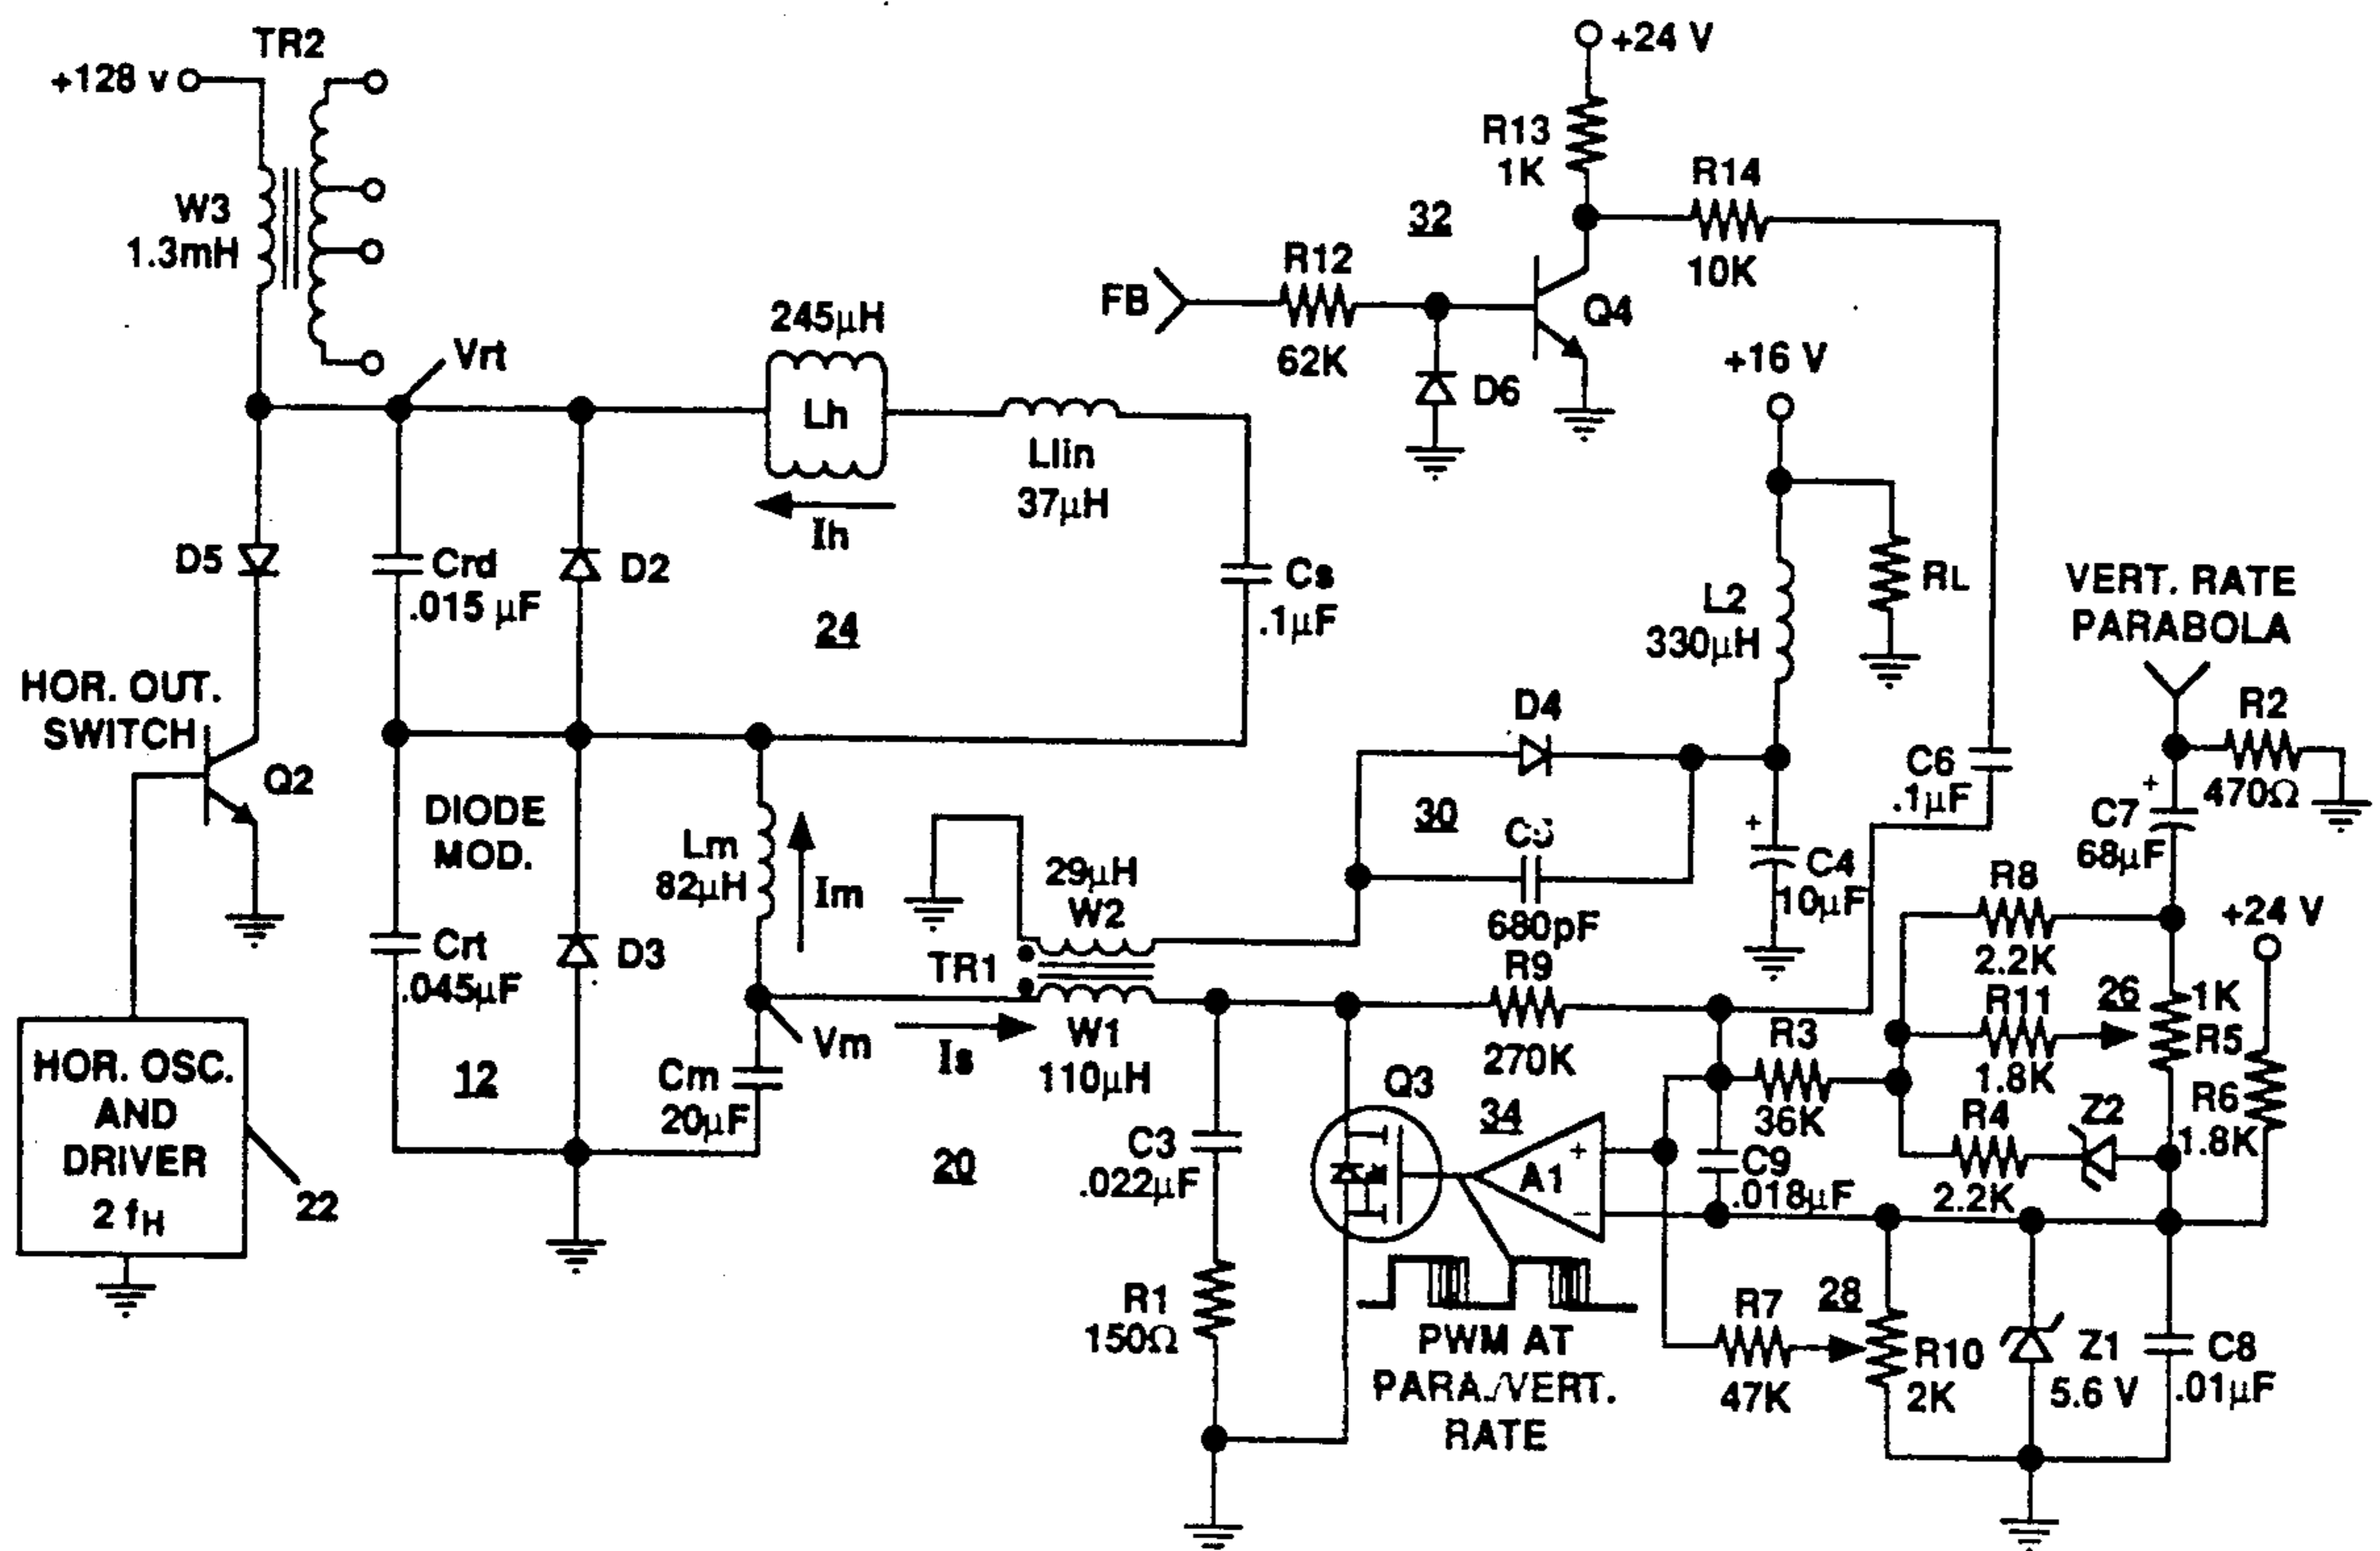 TR2
+128 v
W3
1.3mH
Vrt
245μH
Lh
Ih
Llin
37μH
D5
Crd
.015 μF
D2
24
Cs
.1μF
HOR. OUT.
SWITCH
Q2
DIODE
MOD.
Crt
.045μF
D3
12
Lm
82μH
Im
Vm
Cm
20μF
HOR. OSC.
AND
DRIVER
2 fH
22
+24 V
R13
1K
R14
10K
32
FB
R12
62K
Q4
D6
+16 V
L2
330μH
RL
VERT. RATE
PARABOLA
R2
470Ω
D4
30
C5
680pF
+
C4
10μF
C6
.1μF
+
C7
68μF
29μH
W2
TR1
W1
110μH
Is
20
C3
.022μF
R1
150Ω
R9
270K
Q3
34
A1
+
−
R3
36K
C9
.018μF
R8
2.2K
R11
1.8K
R4
2.2K
Z2
26
1K
R5
+24 V
R6
1.8K
R7
47K
28
R10
2K
Z1
5.6 V
C8
.01μF
PWM AT
PARA./VERT.
RATE